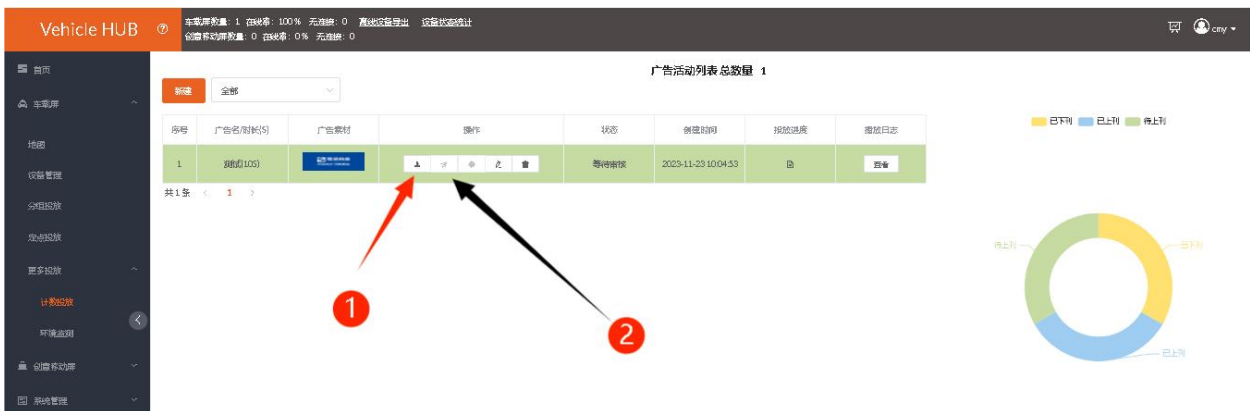 Vehicle HUB
车载屏数量: 1 在线率: 100% 无连接: 0 离线设备导出 设备状态统计
创意移动屏数量: 0 在线率: 0% 无连接: 0
cmy
首页
车载屏
地图
设备管理
分组投放
定点投放
更多投放
计数投放
环境监测
创意移动屏
系统管理
广告活动列表总数量 1
新建 全部
序号 广告名/时长(S) 广告素材 操作 状态 创建时间 投放进度 播放日志
1 测试(10S) 等待审核 2023-11-23 10:04:53 查看
共1条 < 1 >
1
2
已下刊 已上刊 待上刊
待上刊
已下刊
已上刊